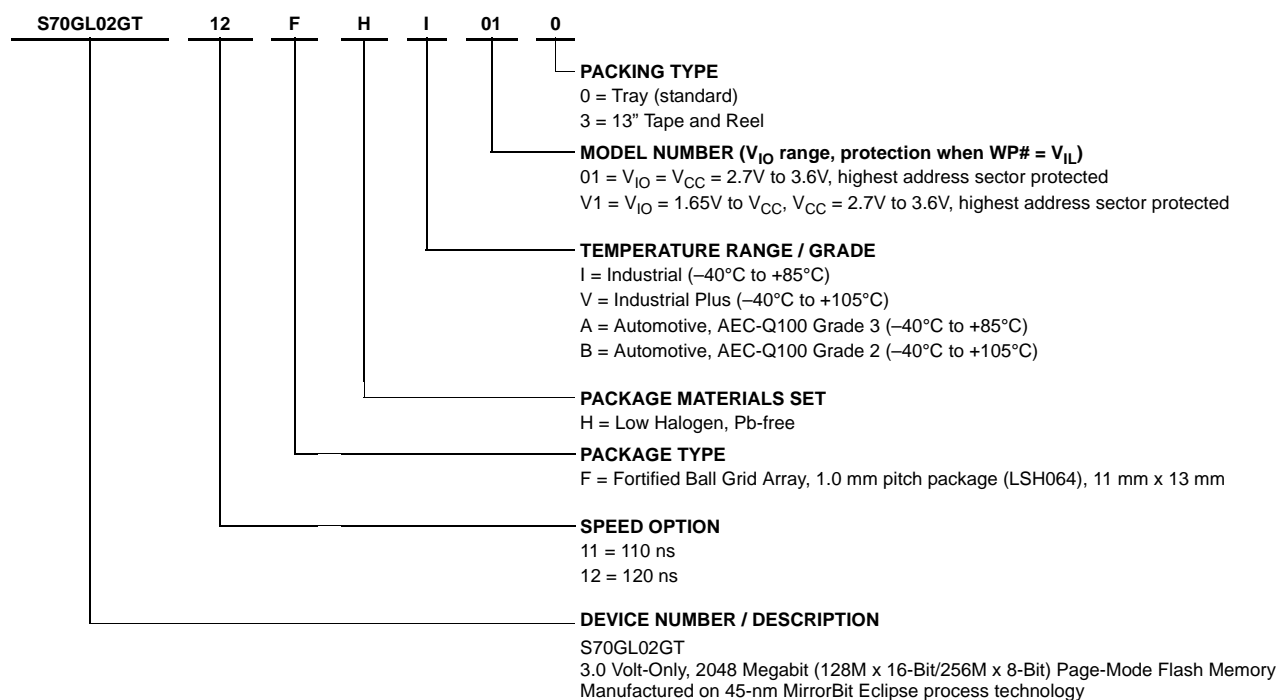 S70GL02GT 12 F H I 01 0
PACKING TYPE
0 = Tray (standard)
3 = 13” Tape and Reel
MODEL NUMBER (VIO range, protection when WP# = VIL)
01 = VIO = VCC = 2.7V to 3.6V, highest address sector protected
V1 = VIO = 1.65V to VCC, VCC = 2.7V to 3.6V, highest address sector protected
TEMPERATURE RANGE / GRADE
I = Industrial (–40°C to +85°C)
V = Industrial Plus (–40°C to +105°C)
A = Automotive, AEC-Q100 Grade 3 (–40°C to +85°C)
B = Automotive, AEC-Q100 Grade 2 (–40°C to +105°C)
PACKAGE MATERIALS SET
H = Low Halogen, Pb-free
PACKAGE TYPE
F = Fortified Ball Grid Array, 1.0 mm pitch package (LSH064), 11 mm x 13 mm
SPEED OPTION
11 = 110 ns
12 = 120 ns
DEVICE NUMBER / DESCRIPTION
S70GL02GT
3.0 Volt-Only, 2048 Megabit (128M x 16-Bit/256M x 8-Bit) Page-Mode Flash Memory
Manufactured on 45-nm MirrorBit Eclipse process technology